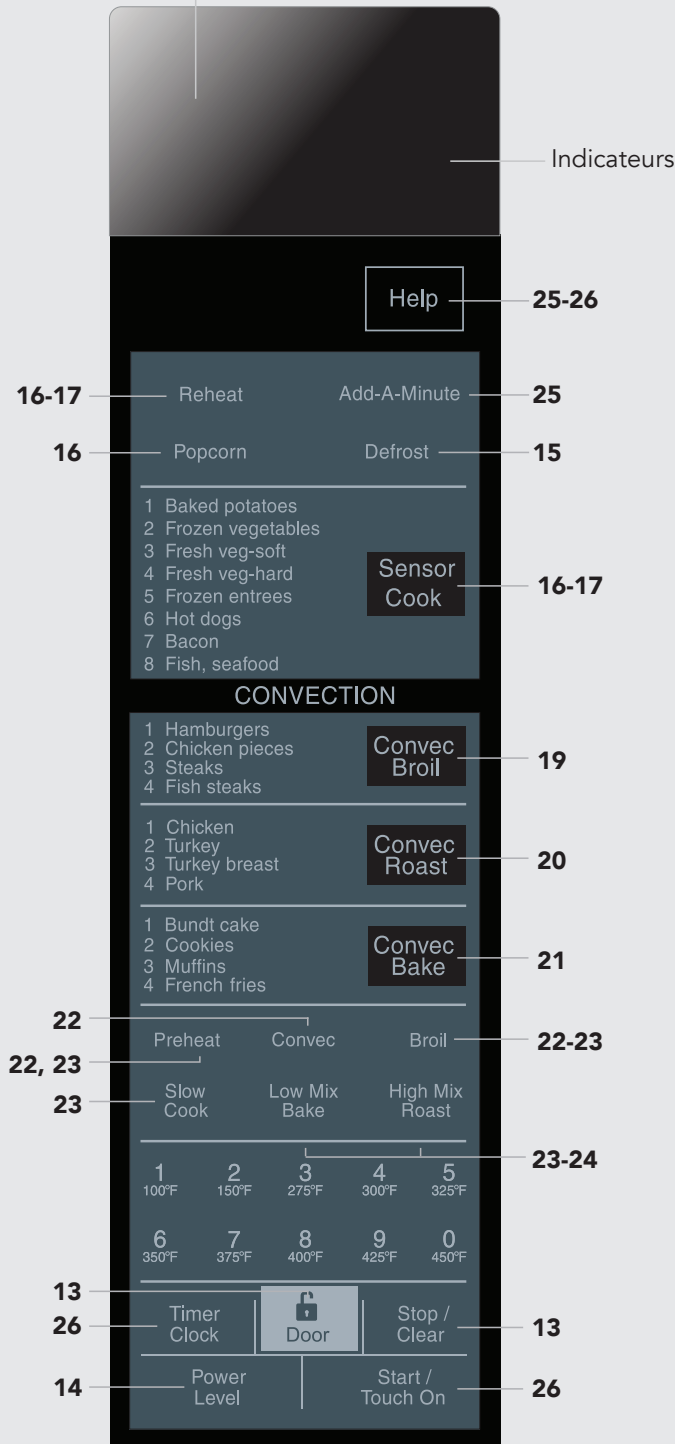 Indicateurs
Help
25-26
16-17
Reheat
Add-A-Minute
25
16
Popcorn
Defrost
15
1 Baked potatoes
2 Frozen vegetables
3 Fresh veg-soft
4 Fresh veg-hard
5 Frozen entrees
6 Hot dogs
7 Bacon
8 Fish, seafood
Sensor
Cook
16-17
CONVECTION
1 Hamburgers
2 Chicken pieces
3 Steaks
4 Fish steaks
Convec
Broil
19
1 Chicken
2 Turkey
3 Turkey breast
4 Pork
Convec
Roast
20
1 Bundt cake
2 Cookies
3 Muffins
4 French fries
Convec
Bake
21
22
Preheat
Convec
Broil
22-23
22, 23
23
Slow
Cook
Low Mix
Bake
High Mix
Roast
23-24
1 2 3 4 5
100°F 150°F 275°F 300°F 325°F
6 7 8 9 0
350°F 375°F 400°F 425°F 450°F
13
26
Timer
Clock
Door
Stop /
Clear
13
14
Power
Level
Start /
Touch On
26